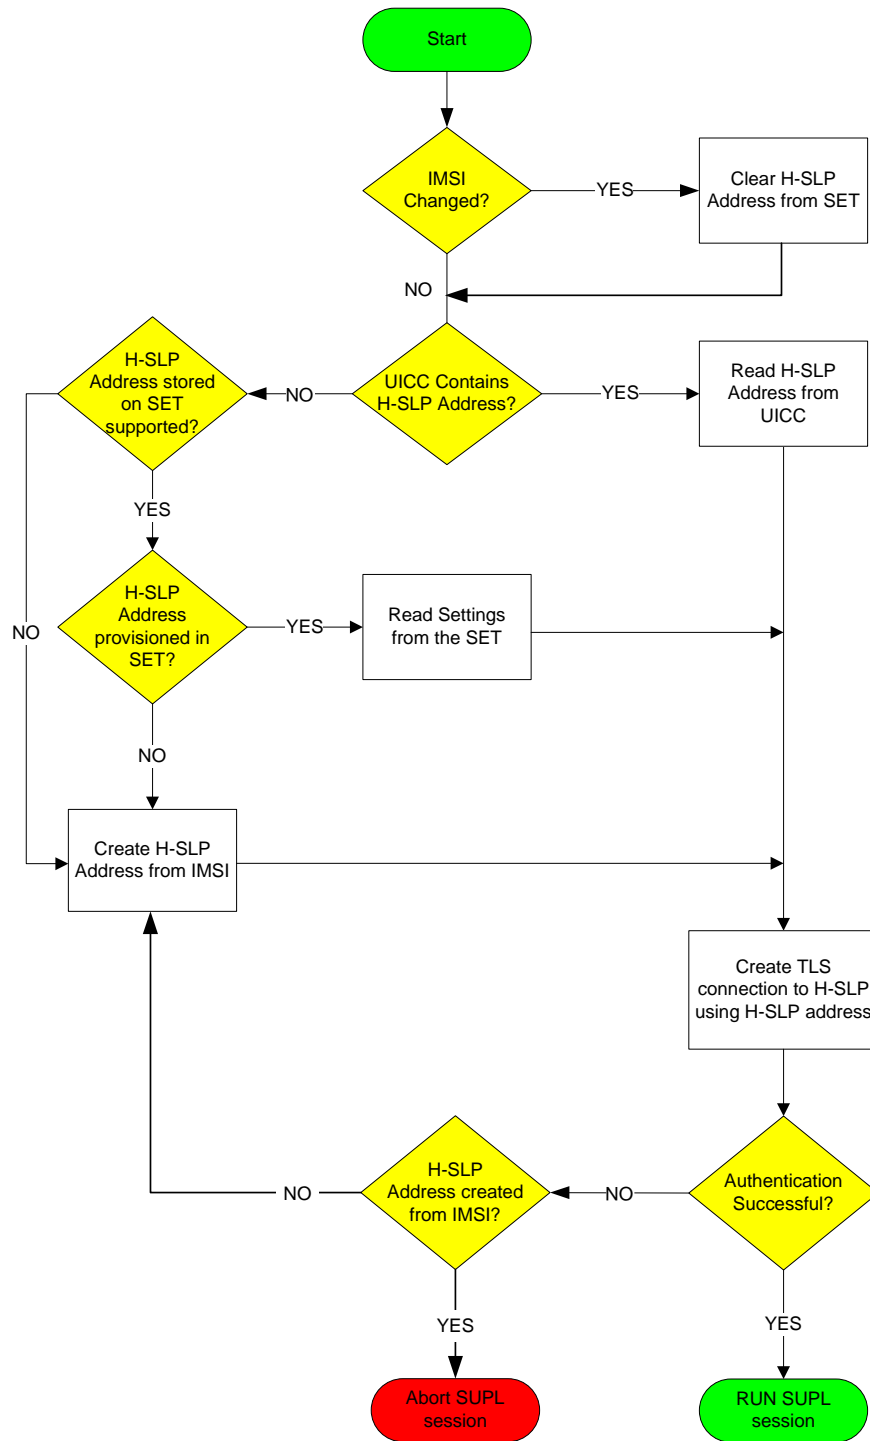 Start
IMSI
Changed?
YES
Clear H-SLP
Address from SET
NO
H-SLP
Address stored
on SET
supported?
NO
UICC Contains
H-SLP Address?
YES
Read H-SLP
Address from
UICC
YES
H-SLP
Address
provisioned in
SET?
YES
Read Settings
from the SET
NO
NO
Create H-SLP
Address from IMSI
Create TLS
connection to H-SLP
using H-SLP address
H-SLP
Address created
from IMSI?
NO
NO
Authentication
Successful?
YES
YES
Abort SUPL
session
RUN SUPL
session